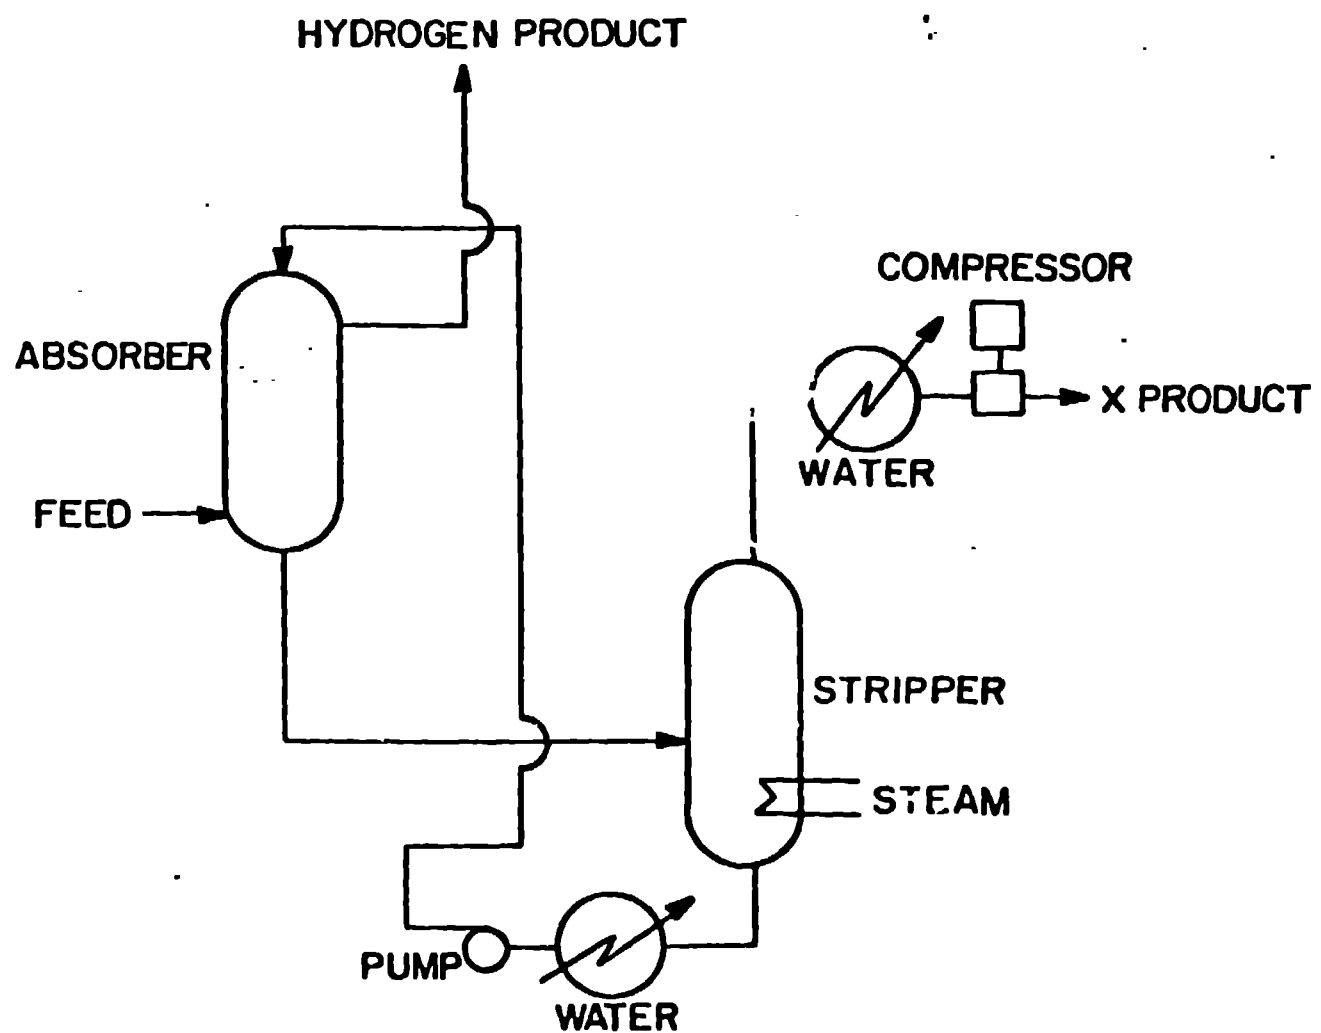 HYDROGEN PRODUCT
COMPRESSOR
ABSORBER
X PRODUCT
WATER
FEED
STRIPPER
STEAM
PUMP
WATER